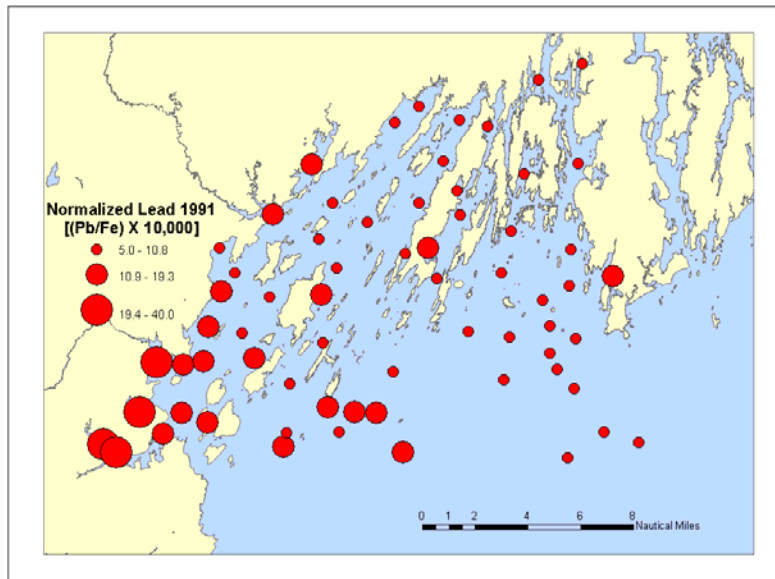 Normalized Lead 1991
[(Pb/Fe) X 10,000]
5.0 - 10.8
10.9 - 19.3
19.4 - 40.0
0 1 2 4 6 8
Nautical Miles